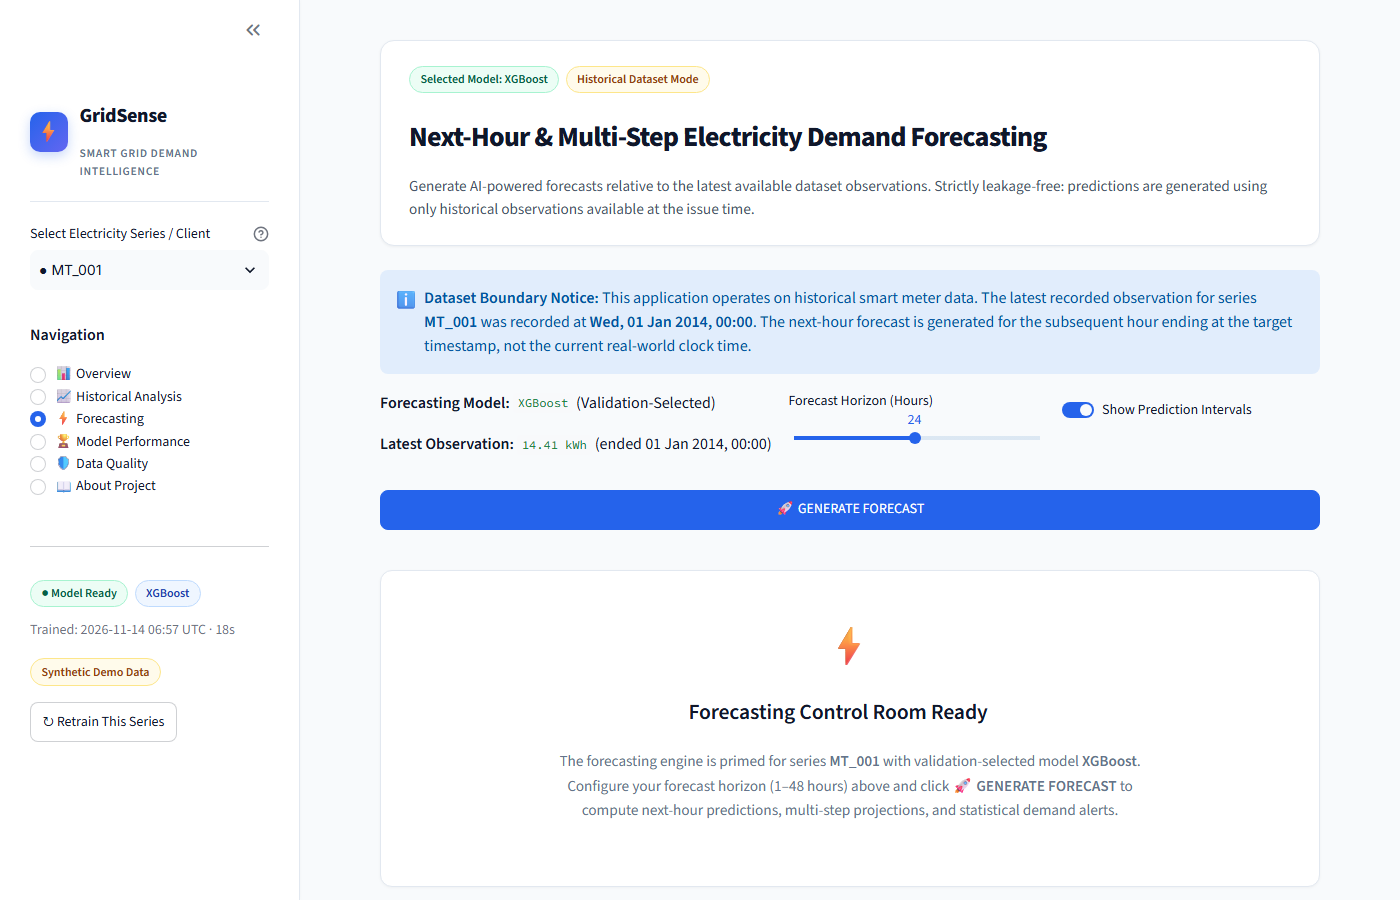 GridSense
SMART GRID DEMAND
INTELLIGENCE
Select Electricity Series / Client
● MT_001
Navigation
Overview
Historical Analysis
Forecasting
Model Performance
Data Quality
About Project
● Model Ready
XGBoost
Trained: 2026-11-14 06:57 UTC · 18s
Synthetic Demo Data
↻ Retrain This Series
Selected Model: XGBoost
Historical Dataset Mode
Next-Hour & Multi-Step Electricity Demand Forecasting
Generate AI-powered forecasts relative to the latest available dataset observations. Strictly leakage-free: predictions are generated using
only historical observations available at the issue time.
Dataset Boundary Notice: This application operates on historical smart meter data. The latest recorded observation for series
MT_001 was recorded at Wed, 01 Jan 2014, 00:00. The next-hour forecast is generated for the subsequent hour ending at the target
timestamp, not the current real-world clock time.
Forecasting Model: XGBoost (Validation-Selected)
Latest Observation: 14.41 kWh (ended 01 Jan 2014, 00:00)
Forecast Horizon (Hours)
24
Show Prediction Intervals
🚀 GENERATE FORECAST
Forecasting Control Room Ready
The forecasting engine is primed for series MT_001 with validation-selected model XGBoost.
Configure your forecast horizon (1–48 hours) above and click 🚀 GENERATE FORECAST to
compute next-hour predictions, multi-step projections, and statistical demand alerts.